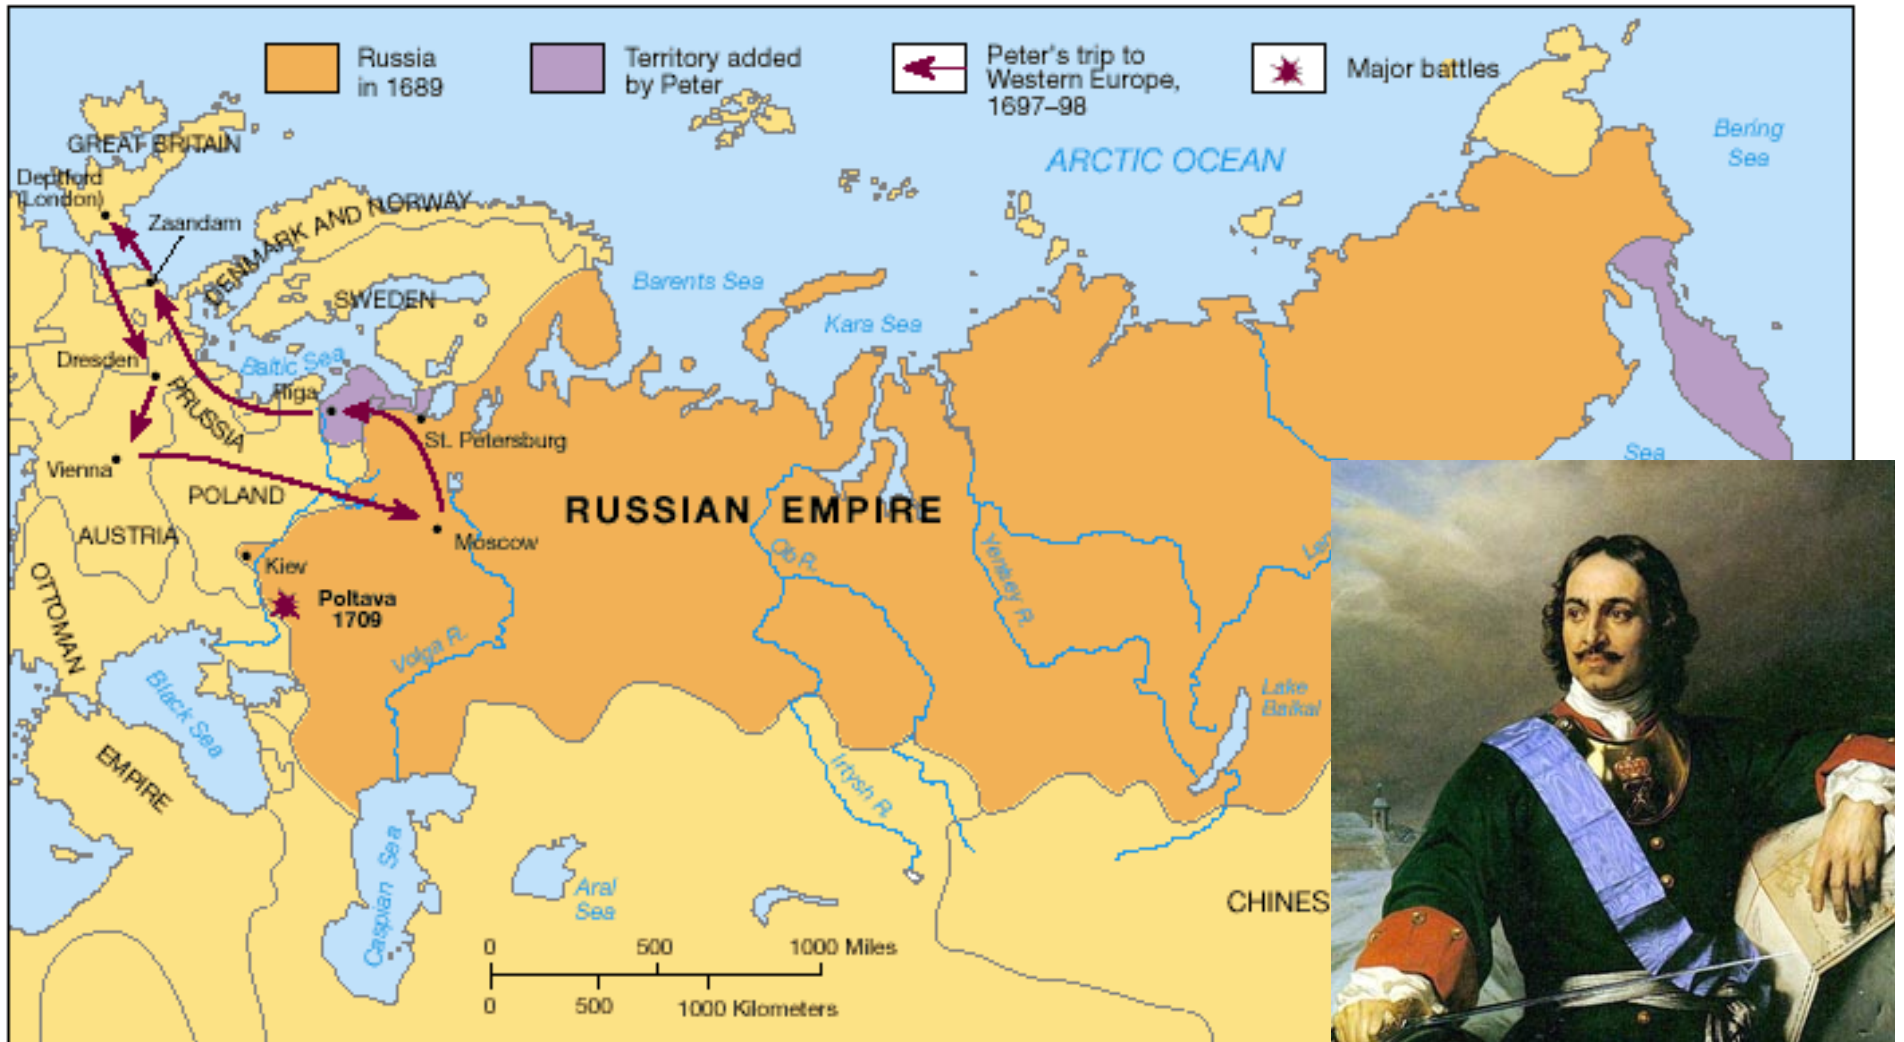 Russia
in 1689
Territory added
by Peter
Peter's trip to
Western Europe,
1697–98
Major battles
GREAT BRITAIN
Deptford
(London)
Zaandam
DENMARK AND NORWAY
SWEDEN
ARCTIC OCEAN
Bering
Sea
Barents Sea
Kara Sea
Baltic Sea
Dresden
Riga
PRUSSIA
St. Petersburg
Vienna
POLAND
AUSTRIA
RUSSIAN EMPIRE
Moscow
Kiev
Poltava
1709
OTTOMAN
EMPIRE
Black Sea
Volga R.
Ob R.
Yenisey R.
Irtysh R.
Sea
Lake
Baikal
Caspian Sea
Aral
Sea
CHINES
0 500 1000 Miles
0 500 1000 Kilometers